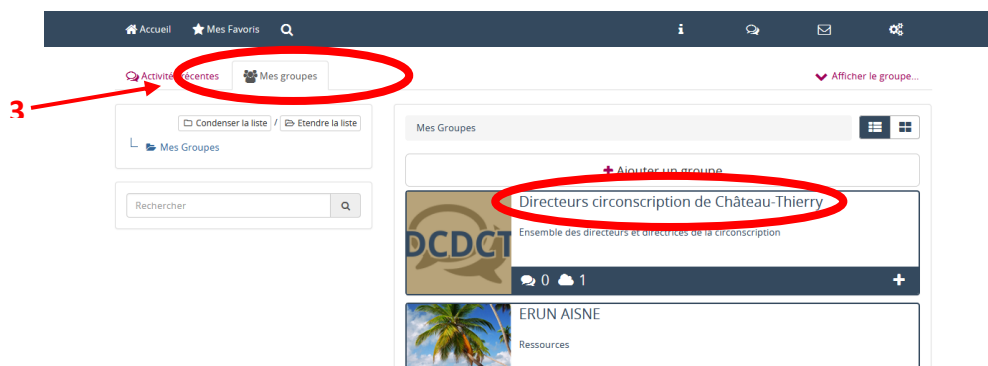 Accueil Mes Favoris
Activités récentes Mes groupes Afficher le groupe...
3
Condenser la liste / Etendre la liste
Mes Groupes
Rechercher
Mes Groupes
Ajouter un groupe
DCDCT
Directeurs circonscription de Château-Thierry
Ensemble des directeurs et directrices de la circonscription
0 1
ERUN AISNE
Ressources